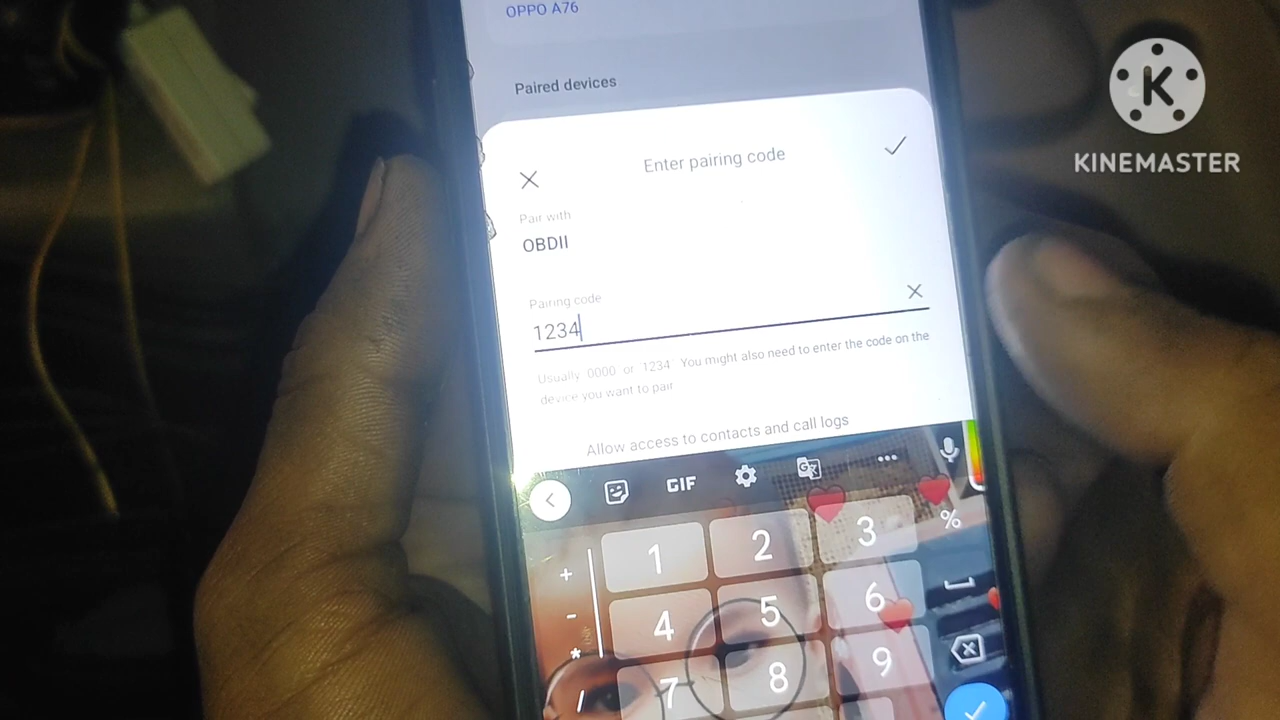 OPPO A76
Paired devices
Enter pairing code
Pair with
OBDII
Pairing code
1234
Usually 0000 or 1234 You might also need to enter the code on the
device you want to pair
Allow access to contacts and call logs
GIF
1 2 3 %
+
4 5 6
-
*
7 8 9
/
K
KINEMASTER